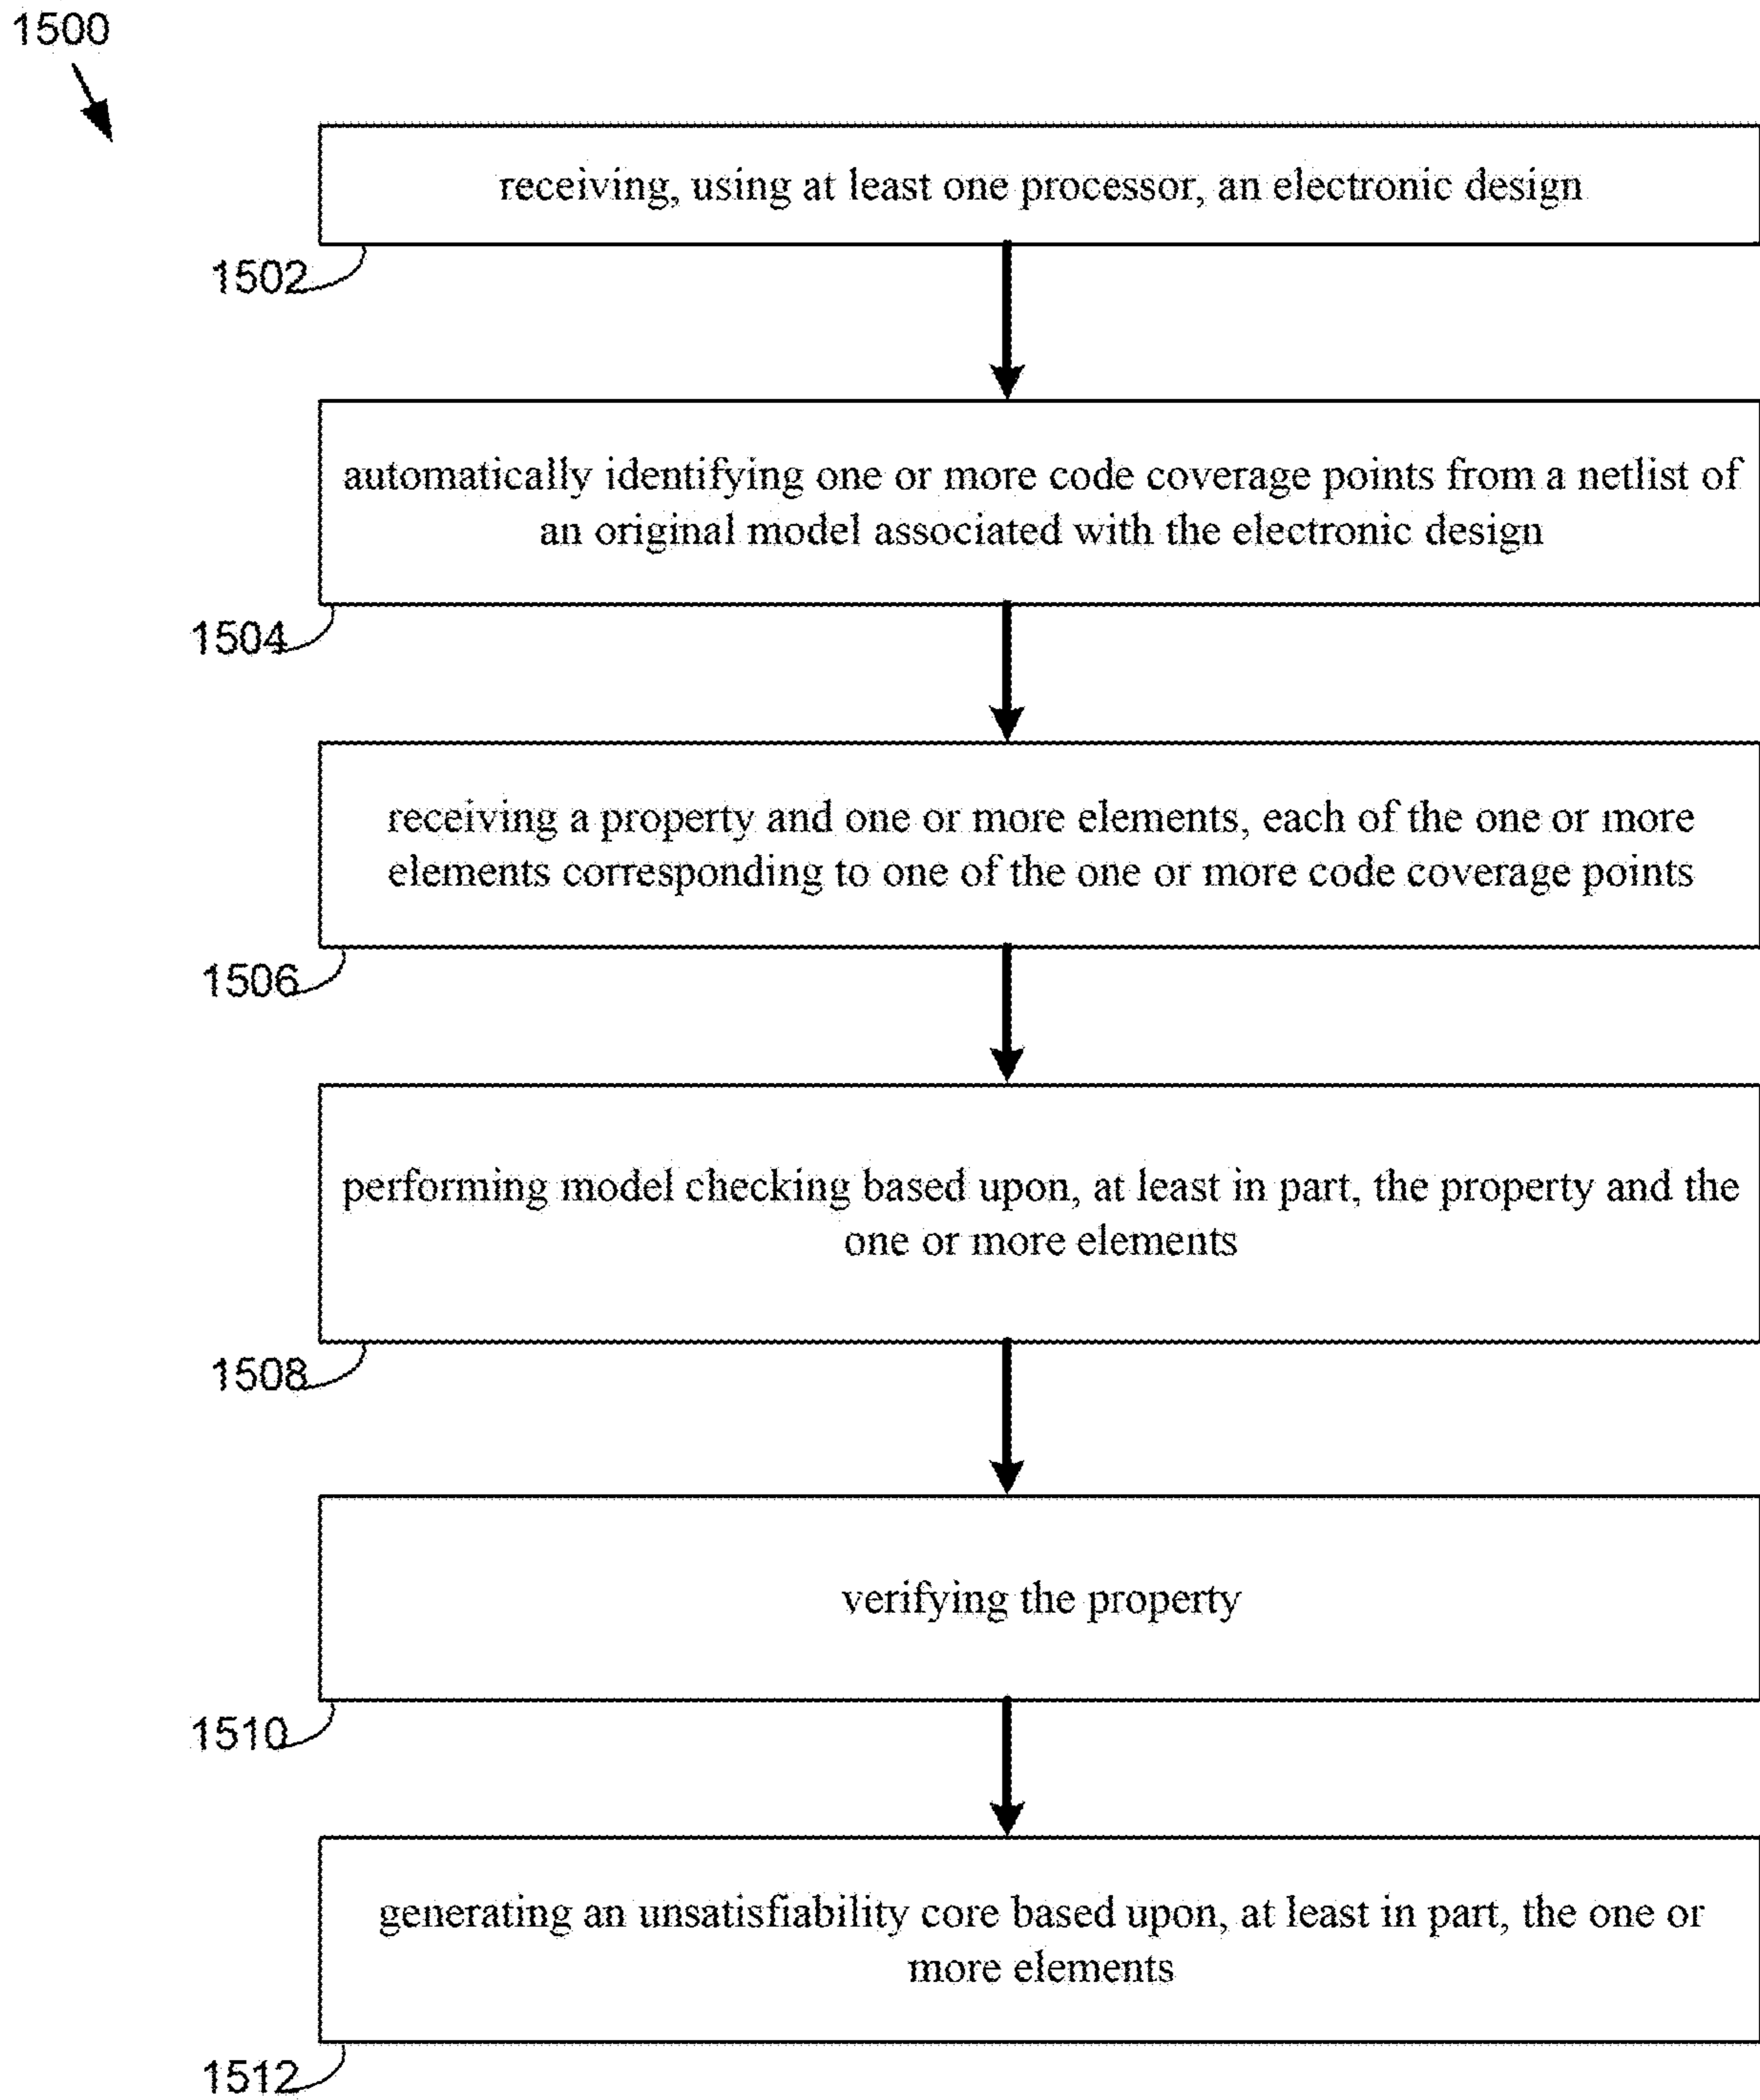 1500
receiving, using at least one processor, an electronic design
1502
automatically identifying one or more code coverage points from a netlist of
an original model associated with the electronic design
1504
receiving a property and one or more elements, each of the one or more
elements corresponding to one of the one or more code coverage points
1506
performing model checking based upon, at least in part, the property and the
one or more elements
1508
verifying the property
1510
generating an unsatisfiability core based upon, at least in part, the one or
more elements
1512